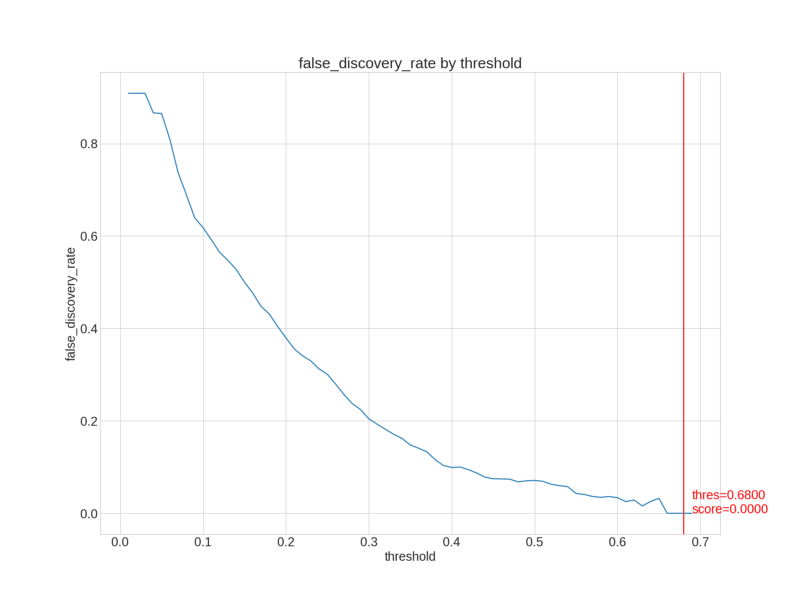 false_discovery_rate by threshold
false_discovery_rate
0.8
0.6
0.4
0.2
0.0
thres=0.6800
score=0.0000
0.0 0.1 0.2 0.3 0.4 0.5 0.6 0.7
threshold